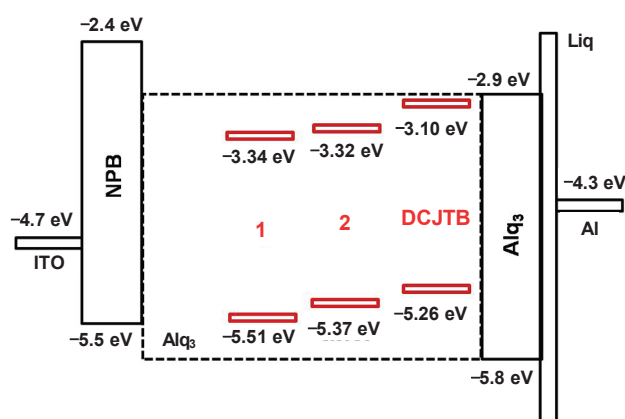 −2.4 eV
Liq
−2.9 eV
−3.10 eV
−3.34 eV
−3.32 eV
NPB
−4.3 eV
−4.7 eV
1
2
DCJTB
Alq3
Al
ITO
−5.26 eV
−5.51 eV
−5.37 eV
−5.5 eV
Alq3
−5.8 eV